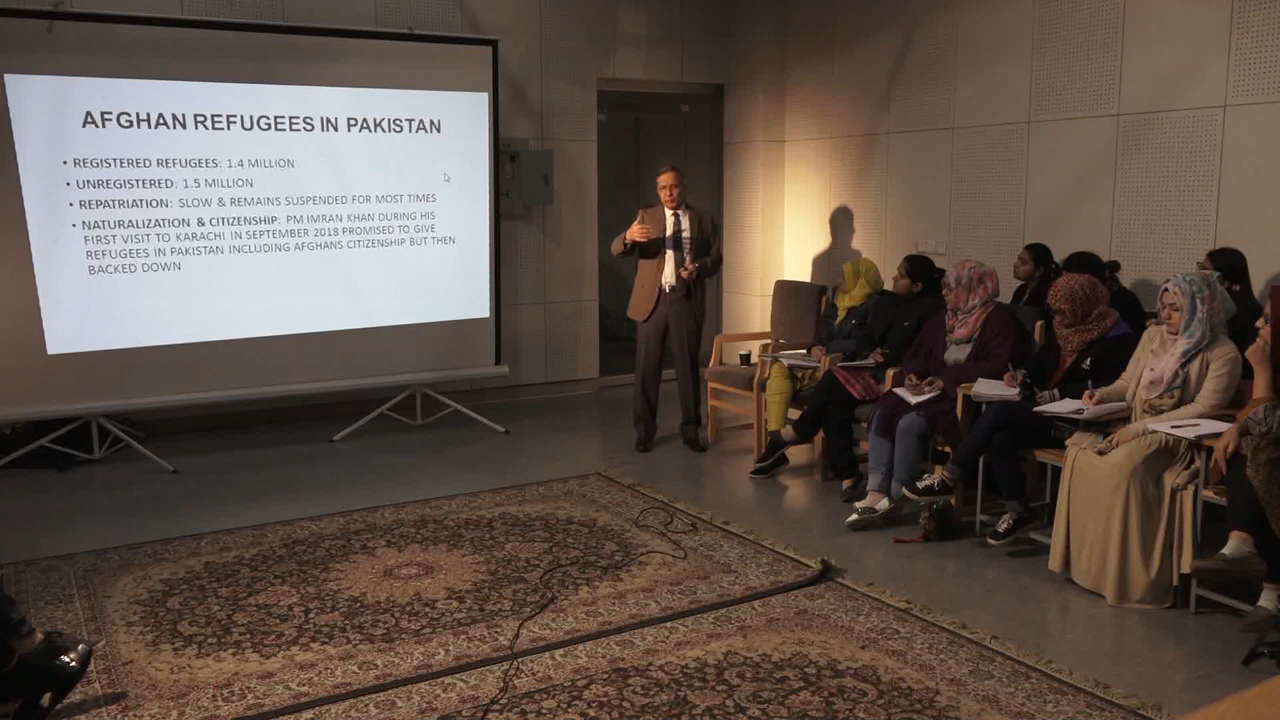 AFGHAN REFUGEES IN PAKISTAN
• REGISTERED REFUGEES: 1.4 MILLION
• UNREGISTERED: 1.5 MILLION
• REPATRIATION: SLOW & REMAINS SUSPENDED FOR MOST TIMES
• NATURALIZATION & CITIZENSHIP: PM IMRAN KHAN DURING HIS
FIRST VISIT TO KARACHI IN SEPTEMBER 2018 PROMISED TO GIVE
REFUGEES IN PAKISTAN INCLUDING AFGHANS CITIZENSHIP BUT THEN
BACKED DOWN